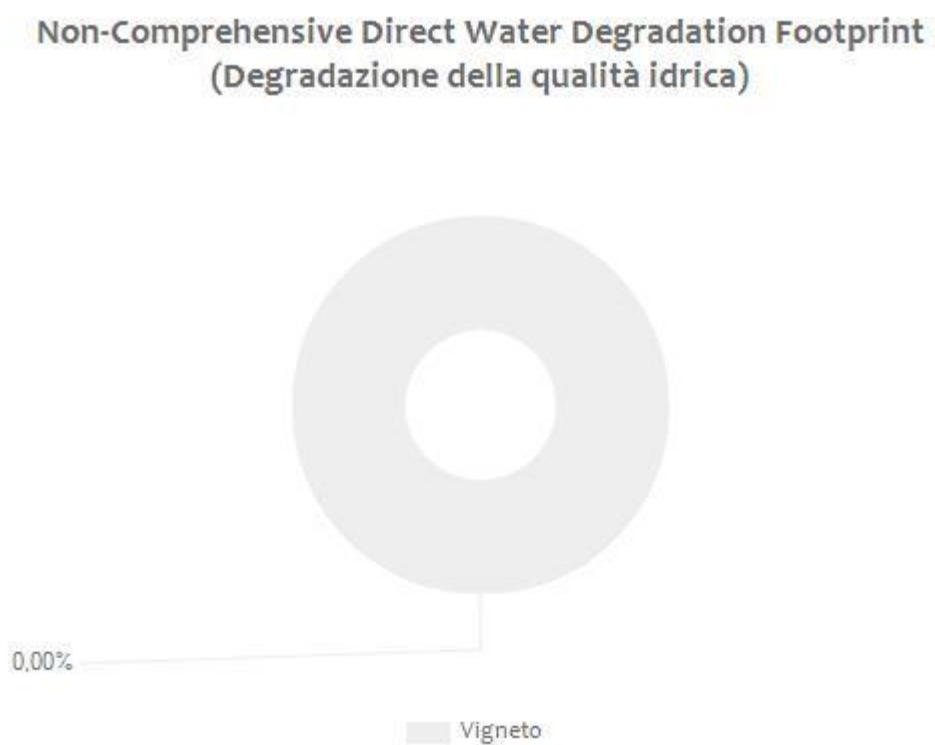 Non-Comprehensive Direct Water Degradation Footprint
(Degradazione della qualità idrica)
0,00%
Vigneto